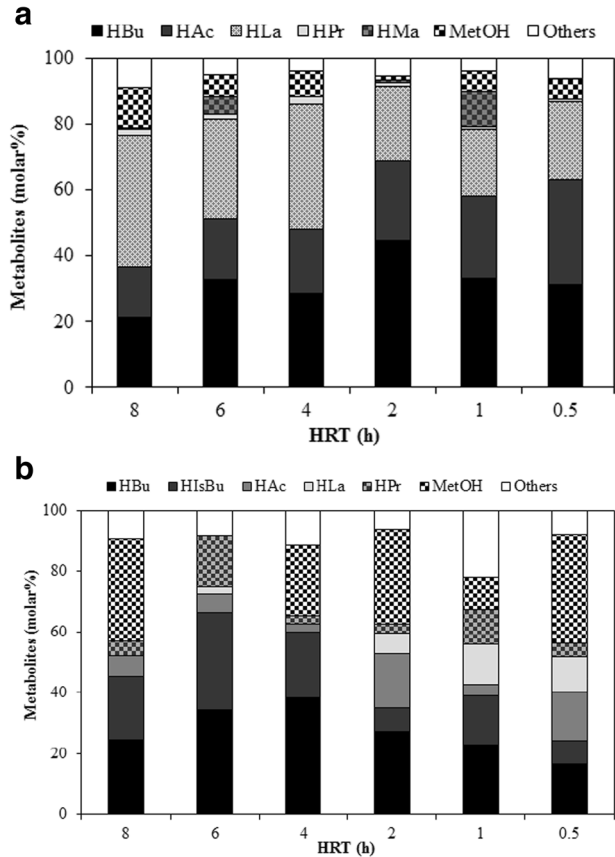 a
HBu HAc HLa HPr HMa MetOH Others
100
80
60
40
20
0
Metabolites (molar%)
8 6 4 2 1 0.5
HRT (h)
b
HBu HIsBu HAc HLa HPr MetOH Others
100
80
60
40
20
0
Metabolites (molar%)
8 6 4 2 1 0.5
HRT (h)